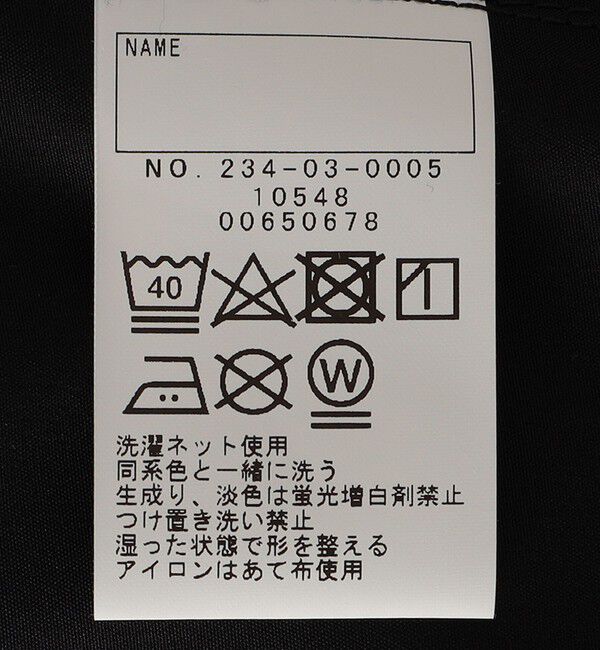 NAME
NO. 234-03-0005
10548
00650678
40
W
洗濯ネット使用
同系色と一緒に洗う
生成り、淡色は蛍光増白剤禁止
つけ置き洗い禁止
湿った状態で形を整える
アイロンはあて布使用